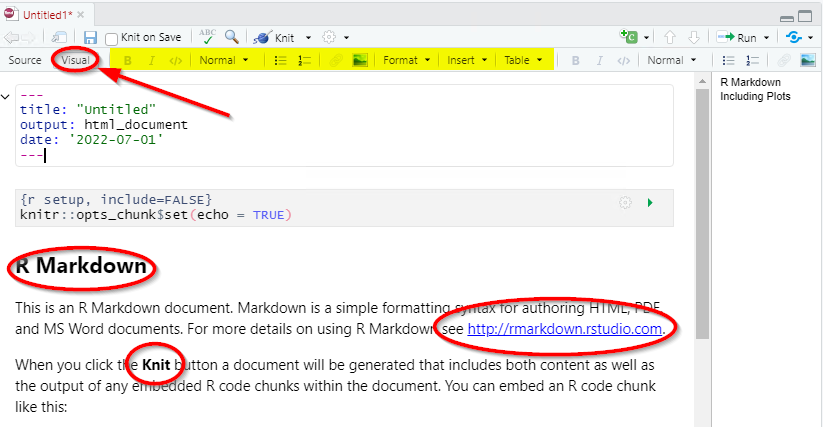 Untitled1*
Knit on Save
ABC
Knit
Run
Source Visual B I </> Normal Format Insert Table B I </> Normal
---
title: "Untitled"
output: html_document
date: '2022-07-01'
---
{r setup, include=FALSE}
knitr::opts_chunk$set(echo = TRUE)
R Markdown
This is an R Markdown document. Markdown is a simple formatting syntax for authoring HTML, PDF,
and MS Word documents. For more details on using R Markdown see http://rmarkdown.rstudio.com.
When you click the Knit button a document will be generated that includes both content as well as
the output of any embedded R code chunks within the document. You can embed an R code chunk
like this:
R Markdown
Including Plots